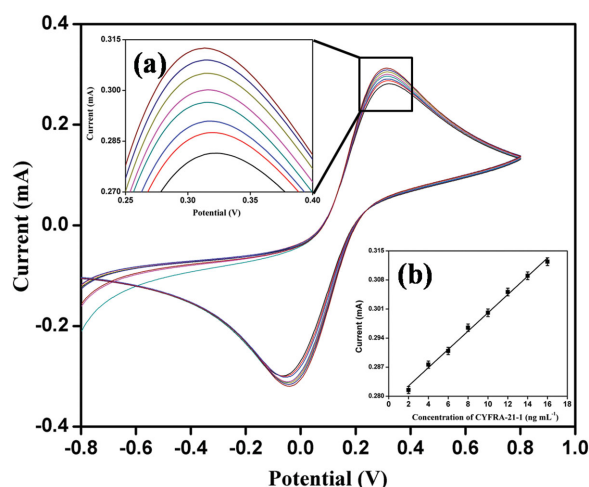 0.4
0.2
0.0
-0.2
-0.4
Current (mA)
-0.8 -0.6 -0.4 -0.2 0.0 0.2 0.4 0.6 0.8 1.0
Potential (V)
(a)
0.315
0.300
0.285
0.270
Current (mA)
0.25 0.30 0.35 0.40
Potential (V)
(b)
0.315
0.308
0.301
0.294
0.287
0.280
Current (mA)
0 2 4 6 8 10 12 14 16 18
Concentration of CYFRA-21-1 (ng mL⁻¹)